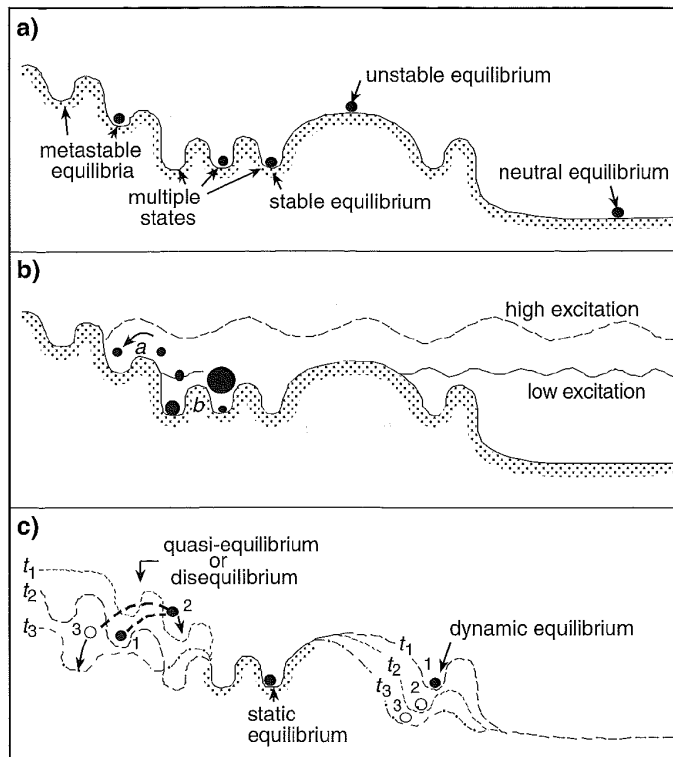 a)
unstable equilibrium
metastable
equilibria
multiple
states
stable equilibrium
neutral equilibrium
b)
high excitation
a
low excitation
b
c)
quasi-equilibrium
or
disequilibrium
t1
t2
t3
3
2
1
t1
t2
t3
dynamic equilibrium
1
2
3
static
equilibrium